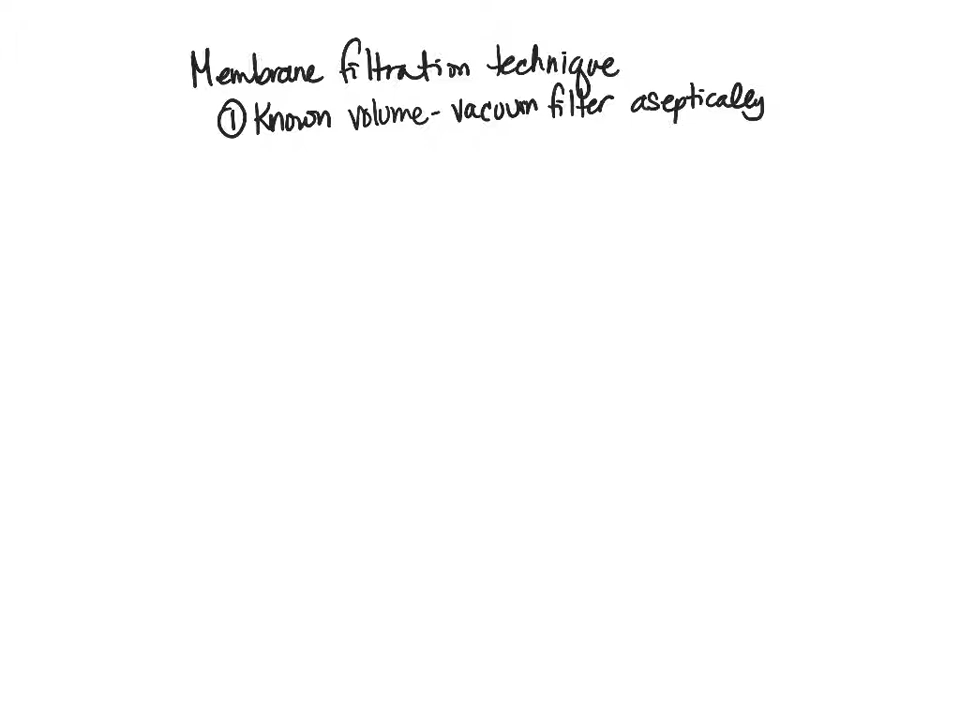 Membrane filtration technique
① Known volume - vacuum filter aseptically